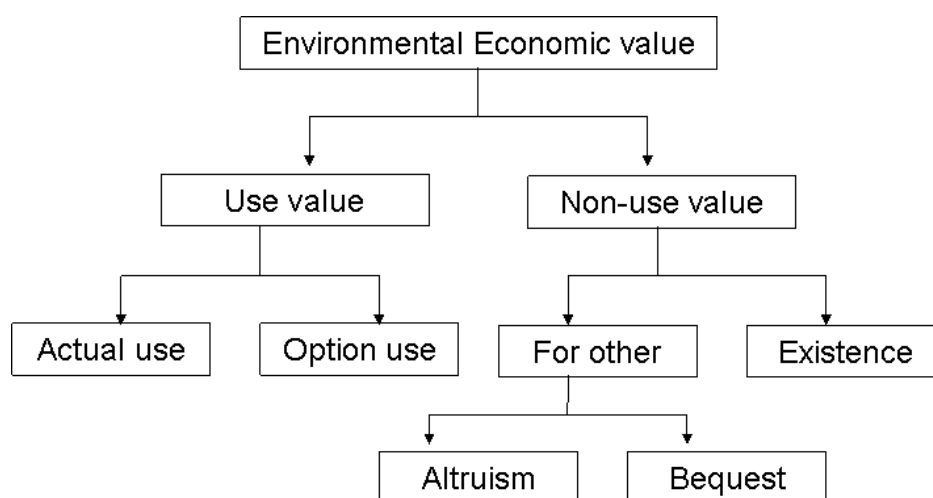 Environmental Economic value
Use value
Non-use value
Actual use
Option use
For other
Existence
Altruism
Bequest